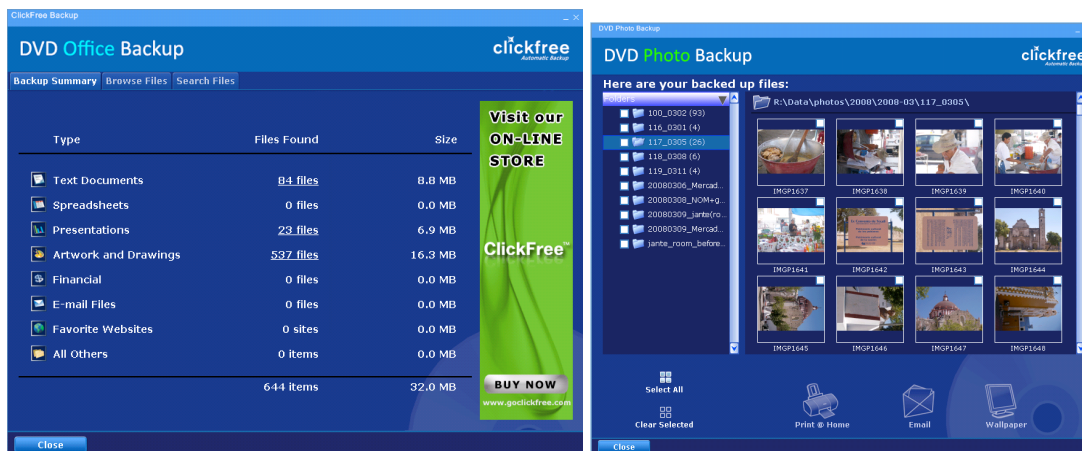 ClickFree Backup
DVD Office Backup
clickfree
Automatic Backup
Backup Summary Browse Files Search Files
Type Files Found Size
Text Documents 84 files 8.8 MB
Spreadsheets 0 files 0.0 MB
Presentations 23 files 6.9 MB
Artwork and Drawings 537 files 16.3 MB
Financial 0 files 0.0 MB
E-mail Files 0 files 0.0 MB
Favorite Websites 0 sites 0.0 MB
All Others 0 items 0.0 MB
644 items 32.0 MB
Visit our
ON-LINE
STORE
ClickFree™
BUY NOW
www.goclickfree.com
Close
DVD Photo Backup
DVD Photo Backup
clickfree
Automatic Backup
Here are your backed up files:
Folders
100_0302 (93)
116_0301 (4)
117_0305 (26)
118_0308 (6)
119_0311 (4)
20080306_Mercad...
20080308_NOM+g...
20080309_jante(ro...
20080309_Mercad...
jante_room_before...
R:\Data\photos\2008\2008-03\117_0305\
IMGP1637 IMGP1638 IMGP1639 IMGP1640
IMGP1641 IMGP1642 IMGP1643 IMGP1644
IMGP1645 IMGP1646 IMGP1647 IMGP1648
Select All
Clear Selected
Print @ Home Email Wallpaper
Close